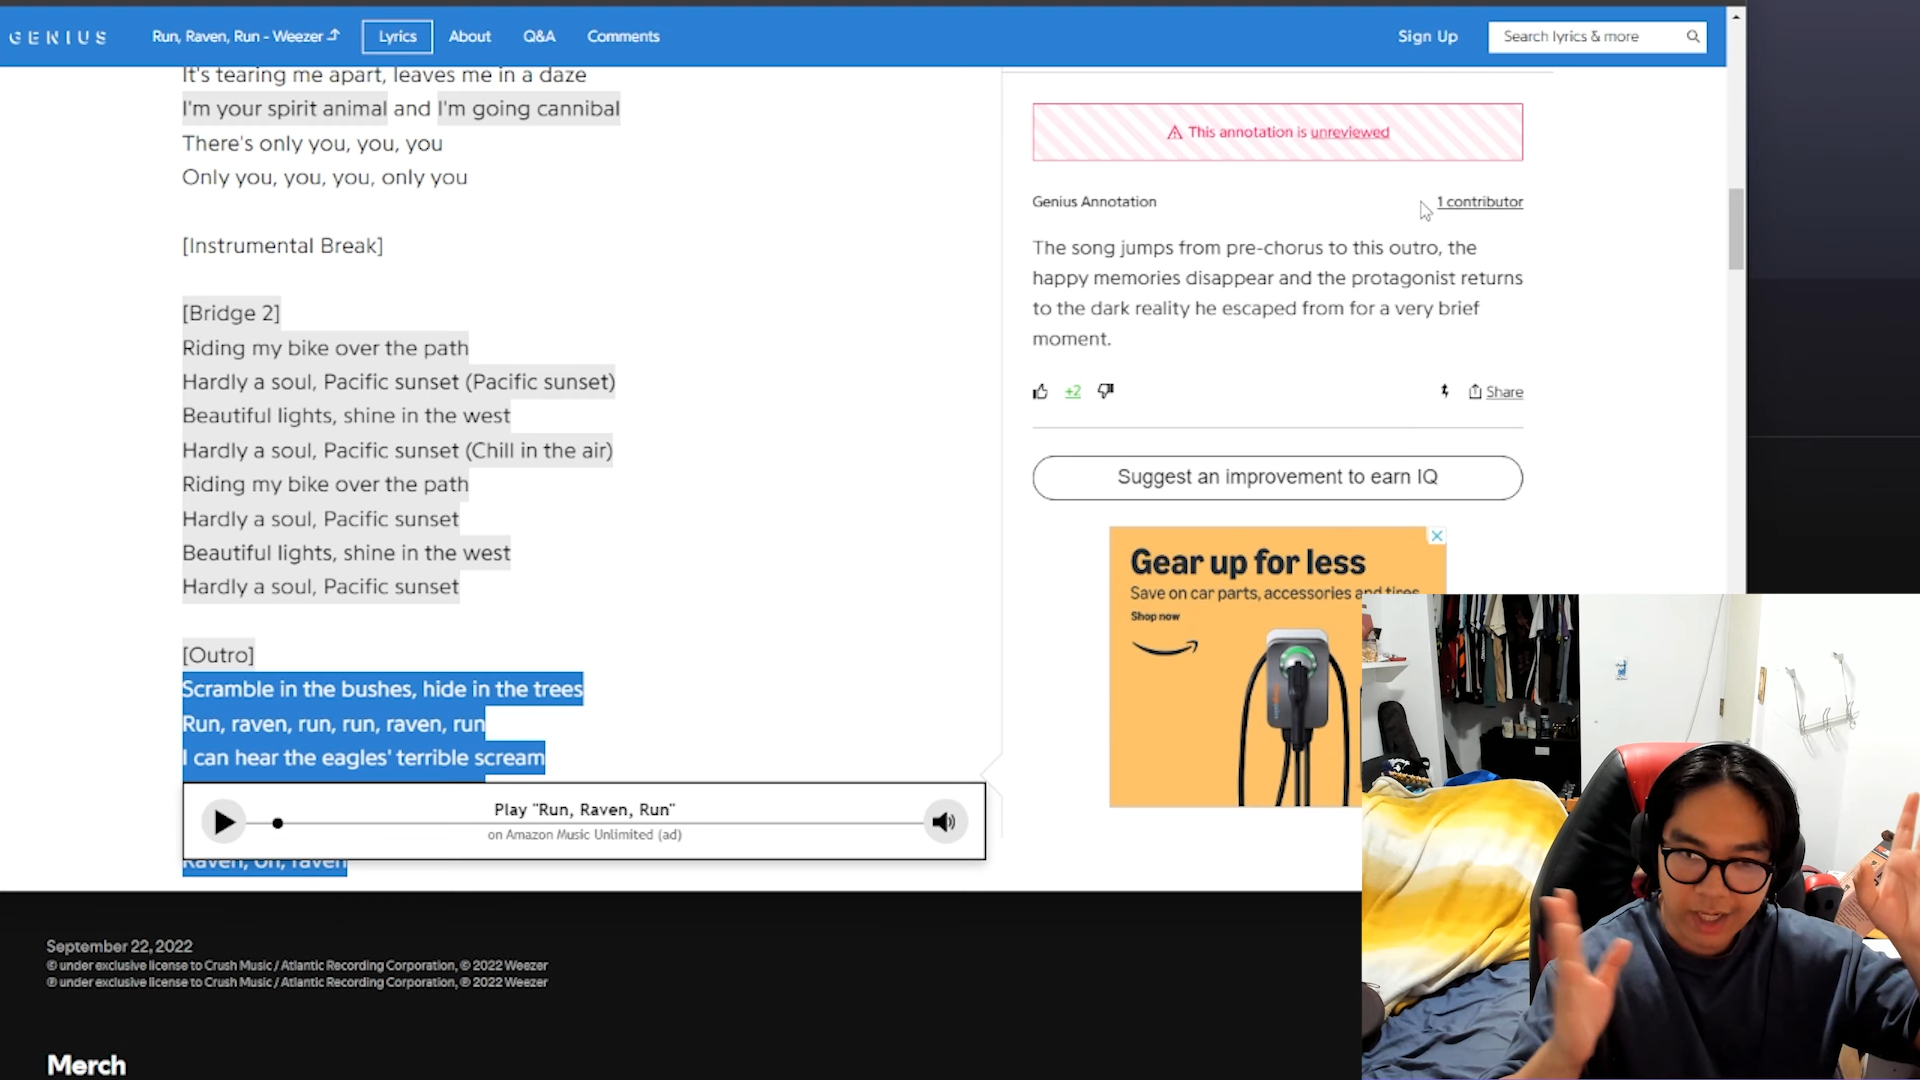 GENIUS
Run, Raven, Run - Weezer
Lyrics
About
Q&A
Comments
Sign Up
Search lyrics & more
It's tearing me apart, leaves me in a daze
I'm your spirit animal and I'm going cannibal
There's only you, you, you
Only you, you, you, only you
[Instrumental Break]
[Bridge 2]
Riding my bike over the path
Hardly a soul, Pacific sunset (Pacific sunset)
Beautiful lights, shine in the west
Hardly a soul, Pacific sunset (Chill in the air)
Riding my bike over the path
Hardly a soul, Pacific sunset
Beautiful lights, shine in the west
Hardly a soul, Pacific sunset
[Outro]
Scramble in the bushes, hide in the trees
Run, raven, run, run, raven, run
I can hear the eagles' terrible scream
Play "Run, Raven, Run"
on Amazon Music Unlimited (ad)
Raven, oh, raven
This annotation is unreviewed
Genius Annotation
1 contributor
The song jumps from pre-chorus to this outro, the
happy memories disappear and the protagonist returns
to the dark reality he escaped from for a very brief
moment.
+2
Share
Suggest an improvement to earn IQ
Gear up for less
Save on car parts, accessories and tires
Shop now
September 22, 2022
© under exclusive license to Crush Music / Atlantic Recording Corporation, © 2022 Weezer
℗ under exclusive license to Crush Music / Atlantic Recording Corporation, ℗ 2022 Weezer
Merch